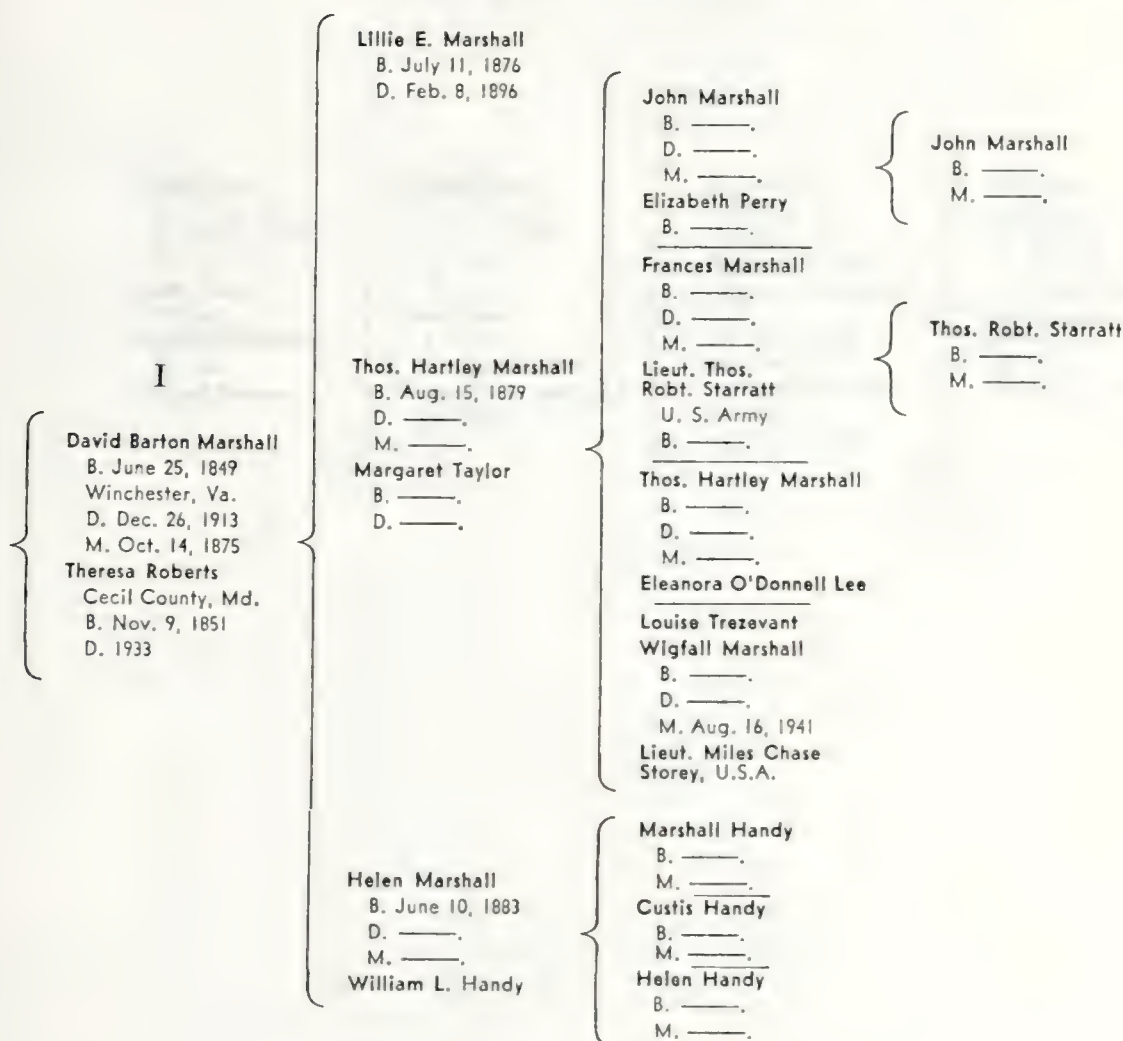 I
David Barton Marshall
B. June 25, 1849
Winchester, Va.
D. Dec. 26, 1913
M. Oct. 14, 1875
Theresa Roberts
Cecil County, Md.
B. Nov. 9, 1851
D. 1933
Lillie E. Marshall
B. July 11, 1876
D. Feb. 8, 1896
Thos. Hartley Marshall
B. Aug. 15, 1879
D. ———.
M. ———.
Margaret Taylor
B. ———.
D. ———.
Helen Marshall
B. June 10, 1883
D. ———.
M. ———.
William L. Handy
John Marshall
B. ———.
D. ———.
M. ———.
Elizabeth Perry
B. ———.
Frances Marshall
B. ———.
D. ———.
M. ———.
Lieut. Thos.
Robt. Starratt
U. S. Army
B. ———.
Thos. Hartley Marshall
B. ———.
D. ———.
M. ———.
Eleanora O'Donnell Lee
Louise Trezevant
Wigfall Marshall
B. ———.
D. ———.
M. Aug. 16, 1941
Lieut. Miles Chase
Storey, U.S.A.
Marshall Handy
B. ———.
M. ———.
Custis Handy
B. ———.
M. ———.
Helen Handy
B. ———.
M. ———.
John Marshall
B. ———.
M. ———.
Thos. Robt. Starratt
B. ———.
M. ———.